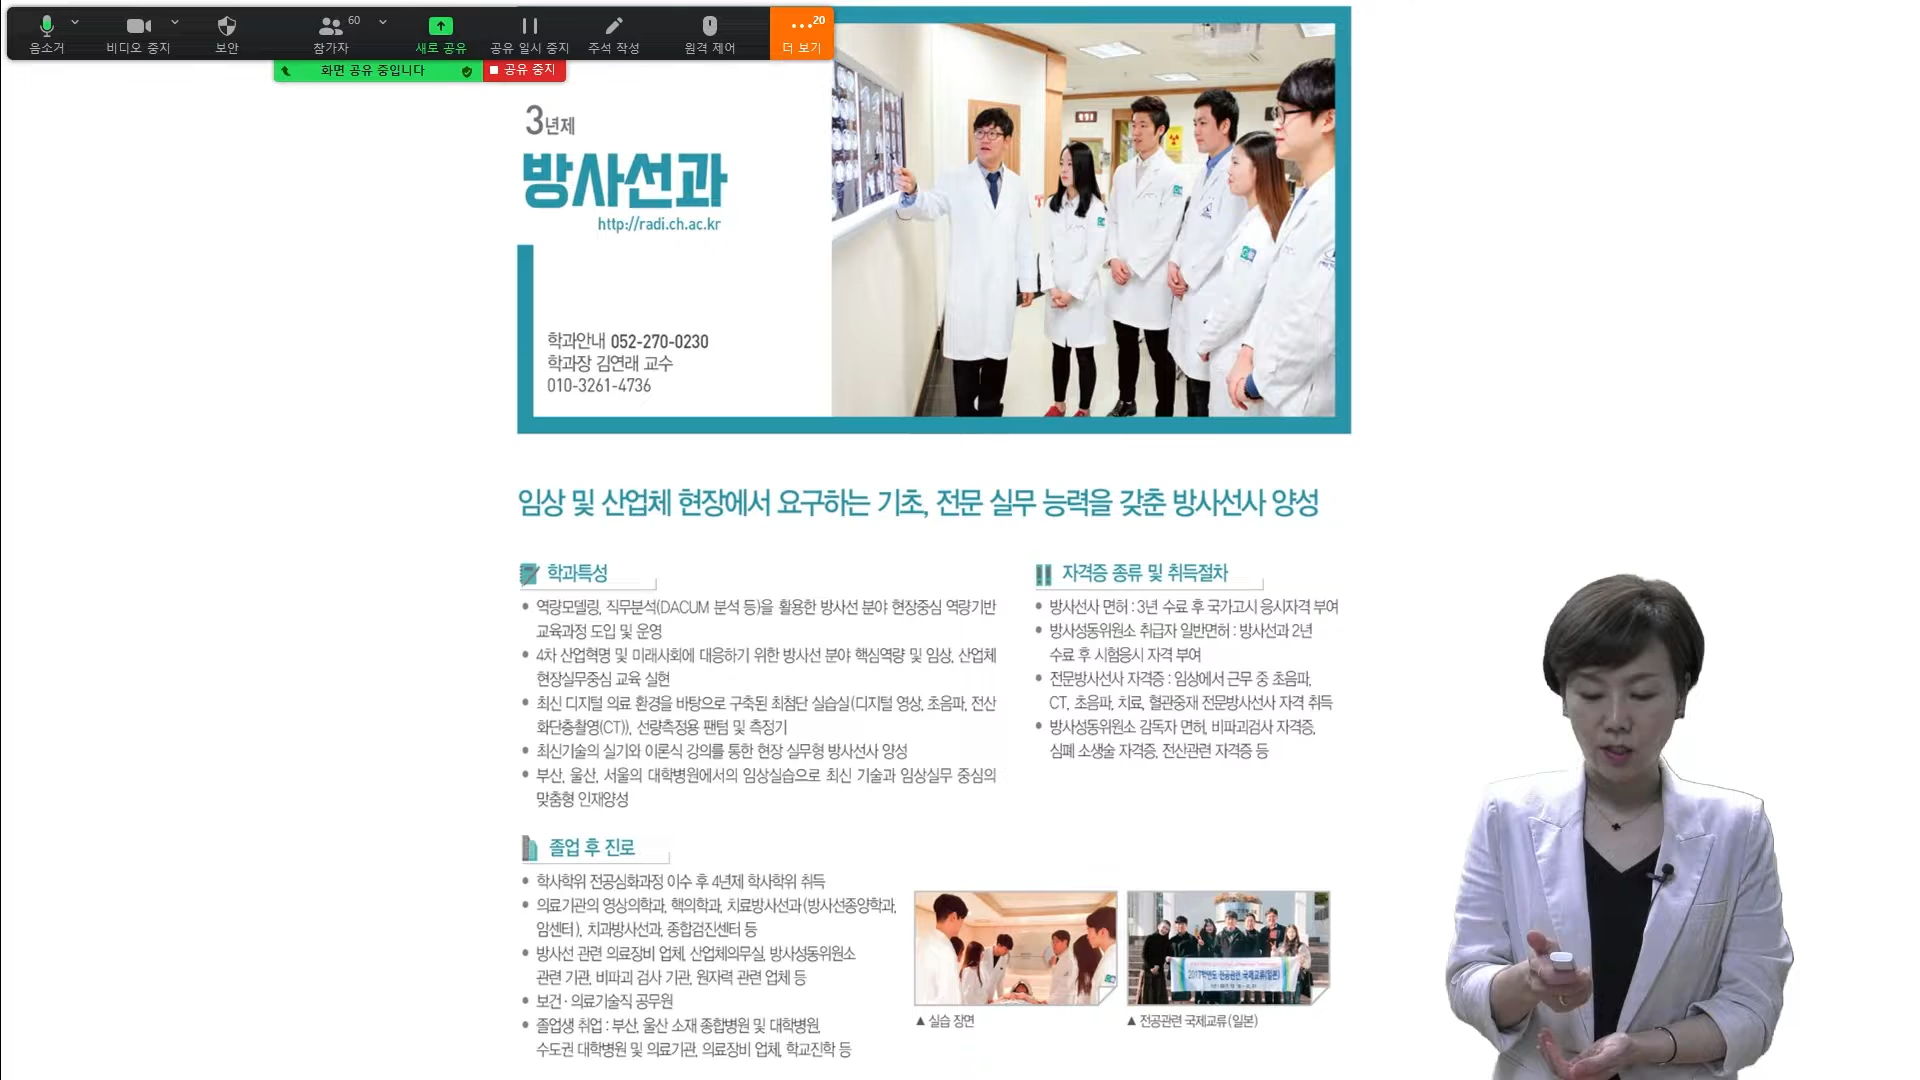 음소거
비디오 중지
보안
60
참가자
새로 공유
공유 일시 중지
주석 작성
원격 제어
20
더 보기
화면 공유 중입니다
공유 중지
3년제
방사선과
http://radi.ch.ac.kr
학과안내 052-270-0230
학과장 김연래 교수
010-3261-4736
임상 및 산업체 현장에서 요구하는 기초, 전문 실무 능력을 갖춘 방사선사 양성
학과특성
• 역량모델링, 직무분석(DACUM 분석 등)을 활용한 방사선 분야 현장중심 역량기반
교육과정 도입 및 운영
• 4차 산업혁명 및 미래사회에 대응하기 위한 방사선 분야 핵심역량 및 임상, 산업체
현장실무중심 교육 실현
• 최신 디지털 의료 환경을 바탕으로 구축된 최첨단 실습실(디지털 영상, 초음파, 전산
화단층촬영(CT)), 선량측정용 팬텀 및 측정기
• 최신기술의 실기와 이론식 강의를 통한 현장 실무형 방사선사 양성
• 부산, 울산, 서울의 대학병원에서의 임상실습으로 최신 기술과 임상실무 중심의
맞춤형 인재양성
자격증 종류 및 취득절차
• 방사선사 면허 : 3년 수료 후 국가고시 응시자격 부여
• 방사성동위원소 취급자 일반면허 : 방사선과 2년
수료 후 시험응시 자격 부여
• 전문방사선사 자격증 : 임상에서 근무 중 초음파,
CT, 초음파, 치료, 혈관중재 전문방사선사 자격 취득
• 방사성동위원소 감독자 면허, 비파괴검사 자격증,
심폐 소생술 자격증, 전산관련 자격증 등
졸업 후 진로
• 학사학위 전공심화과정 이수 후 4년제 학사학위 취득
• 의료기관의 영상의학과, 핵의학과, 치료방사선과(방사선종양학과,
암센터), 치과방사선과, 종합검진센터 등
• 방사선 관련 의료장비 업체, 산업체의무실, 방사성동위원소
관련 기관, 비파괴 검사 기관, 원자력 관련 업체 등
• 보건·의료기술직 공무원
• 졸업생 취업 : 부산, 울산 소재 종합병원 및 대학병원,
수도권 대학병원 및 의료기관, 의료장비 업체, 학교진학 등
2017학년도 전공관련 국제교류(일본)
▲ 실습 장면
▲ 전공관련 국제교류(일본)